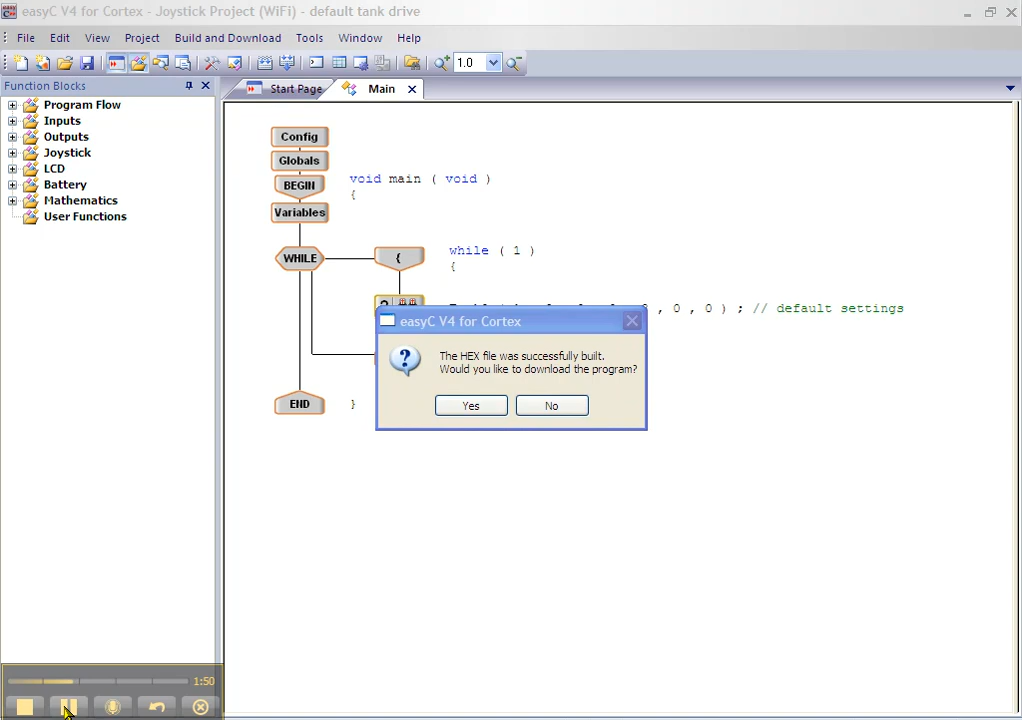 easyC V4 for Cortex - Joystick Project (WiFi) - default tank drive
File Edit View Project Build and Download Tools Window Help
1.0
Function Blocks
Start Page Main
Program Flow
Inputs
Outputs
Joystick
LCD
Battery
Mathematics
User Functions
Config
Globals
BEGIN
void main ( void )
{
Variables
WHILE
{
while ( 1 )
{
, 0 , 0 ) ; // default settings
END
}
easyC V4 for Cortex
The HEX file was successfully built.
Would you like to download the program?
Yes No
1:50